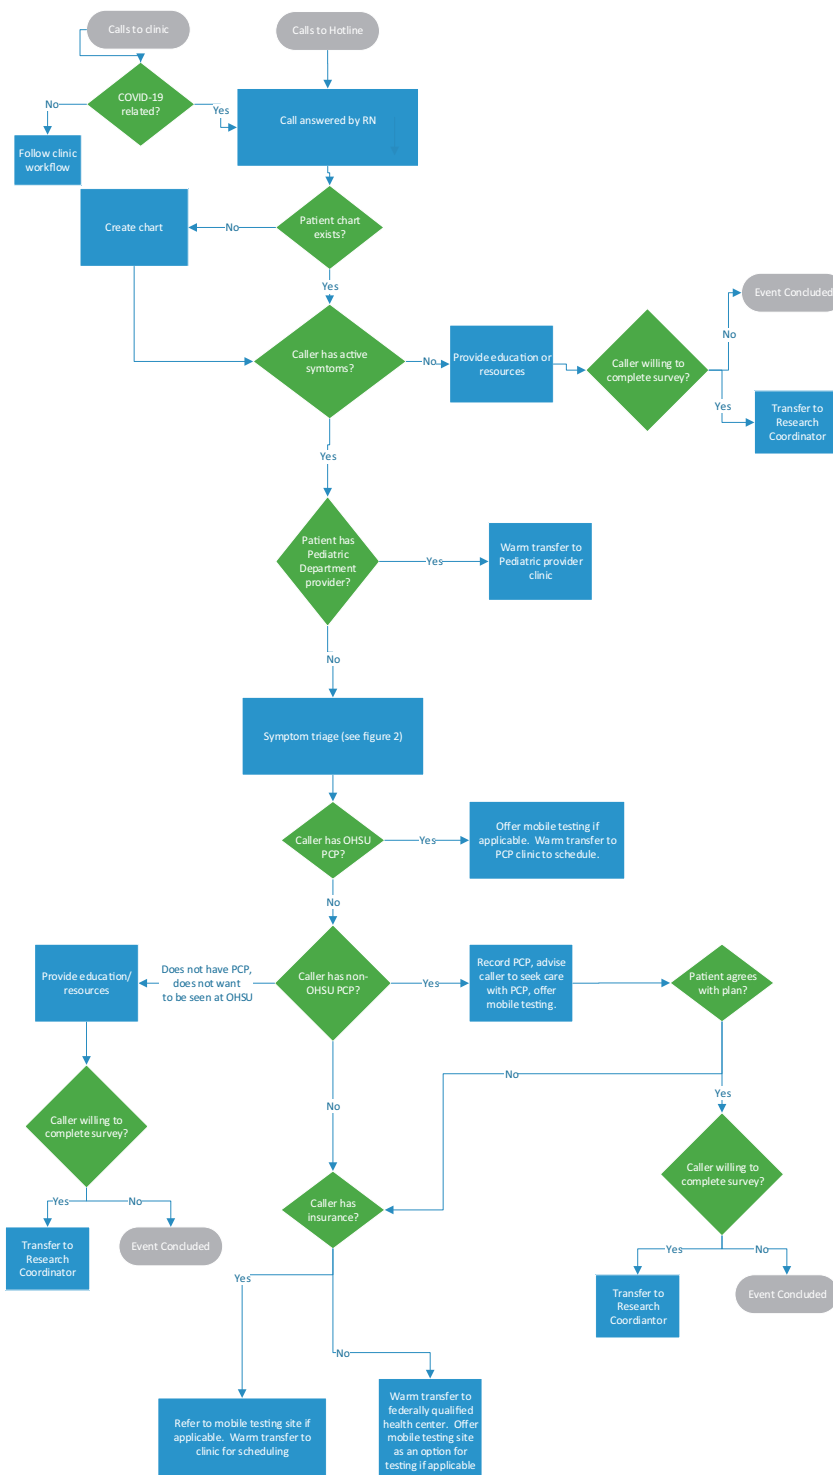 Calls to clinic
Calls to Hotline
COVID-19
related?
No
Yes
Call answered by RN
Follow clinic
workflow
Create chart
No
Patient chart
exists?
Yes
Event Concluded
Caller has active
symtoms?
No
Provide education or
resources
Caller willing to
complete survey?
No
Yes
Transfer to
Research
Coordinator
Yes
Patient has
Pediatric
Department
provider?
Yes
Warm transfer to
Pediatric provider
clinic
No
Symptom triage (see figure 2)
Caller has OHSU
PCP?
Yes
Offer mobile testing if
applicable. Warm transfer to
PCP clinic to schedule.
No
Provide education/
resources
Does not have PCP,
does not want
to be seen at OHSU
Caller has non-
OHSU PCP?
Yes
Record PCP, advise
caller to seek care
with PCP, offer
mobile testing.
Patient agrees
with plan?
No
Yes
No
Caller willing to
complete survey?
Caller willing to
complete survey?
Yes
No
Caller has
insurance?
Transfer to
Research
Coordinator
Event Concluded
Yes
No
Yes
Transfer to
Research
Coordiantor
Event Concluded
No
Refer to mobile testing site if
applicable. Warm transfer to
clinic for scheduling
Warm transfer to
federally qualified
health center. Offer
mobile testing site
as an option for
testing if applicable